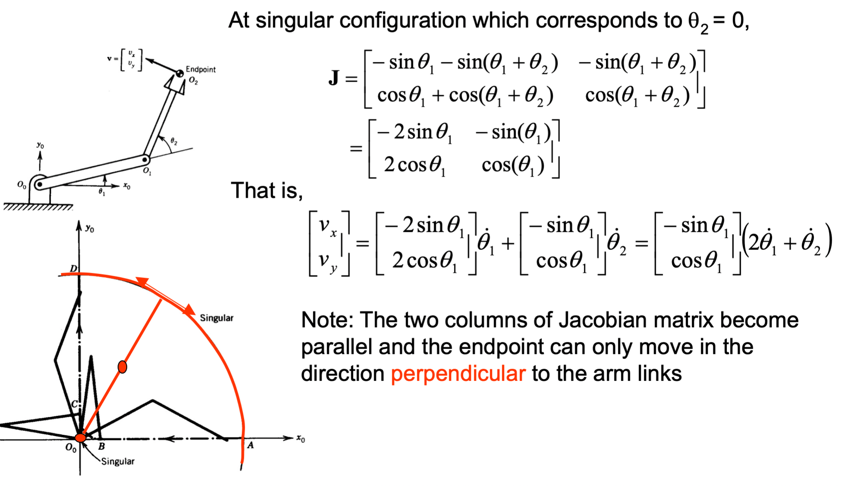 At singular configuration which corresponds to θ₂ = 0,
v = [vₓ v_y]
Endpoint
O₂
J = [ − sin θ₁ − sin(θ₁ + θ₂)   − sin(θ₁ + θ₂) ]
[ cos θ₁ + cos(θ₁ + θ₂)   cos(θ₁ + θ₂) ]
θ₂
y₀
O₁
= [ − 2 sin θ₁   − sin(θ₁) ]
[ 2 cos θ₁   cos(θ₁) ]
O₀
θ₁
x₀
That is,
[ vₓ ] = [ − 2 sin θ₁ ] θ̇₁ + [ − sin θ₁ ] θ̇₂ = [ − sin θ₁ ] (2θ̇₁ + θ̇₂)
[ v_y ] [ 2 cos θ₁ ] [ cos θ₁ ] [ cos θ₁ ]
y₀
D
Singular
Note: The two columns of Jacobian matrix become
parallel and the endpoint can only move in the
direction perpendicular to the arm links
C
O₀
B
A
x₀
Singular